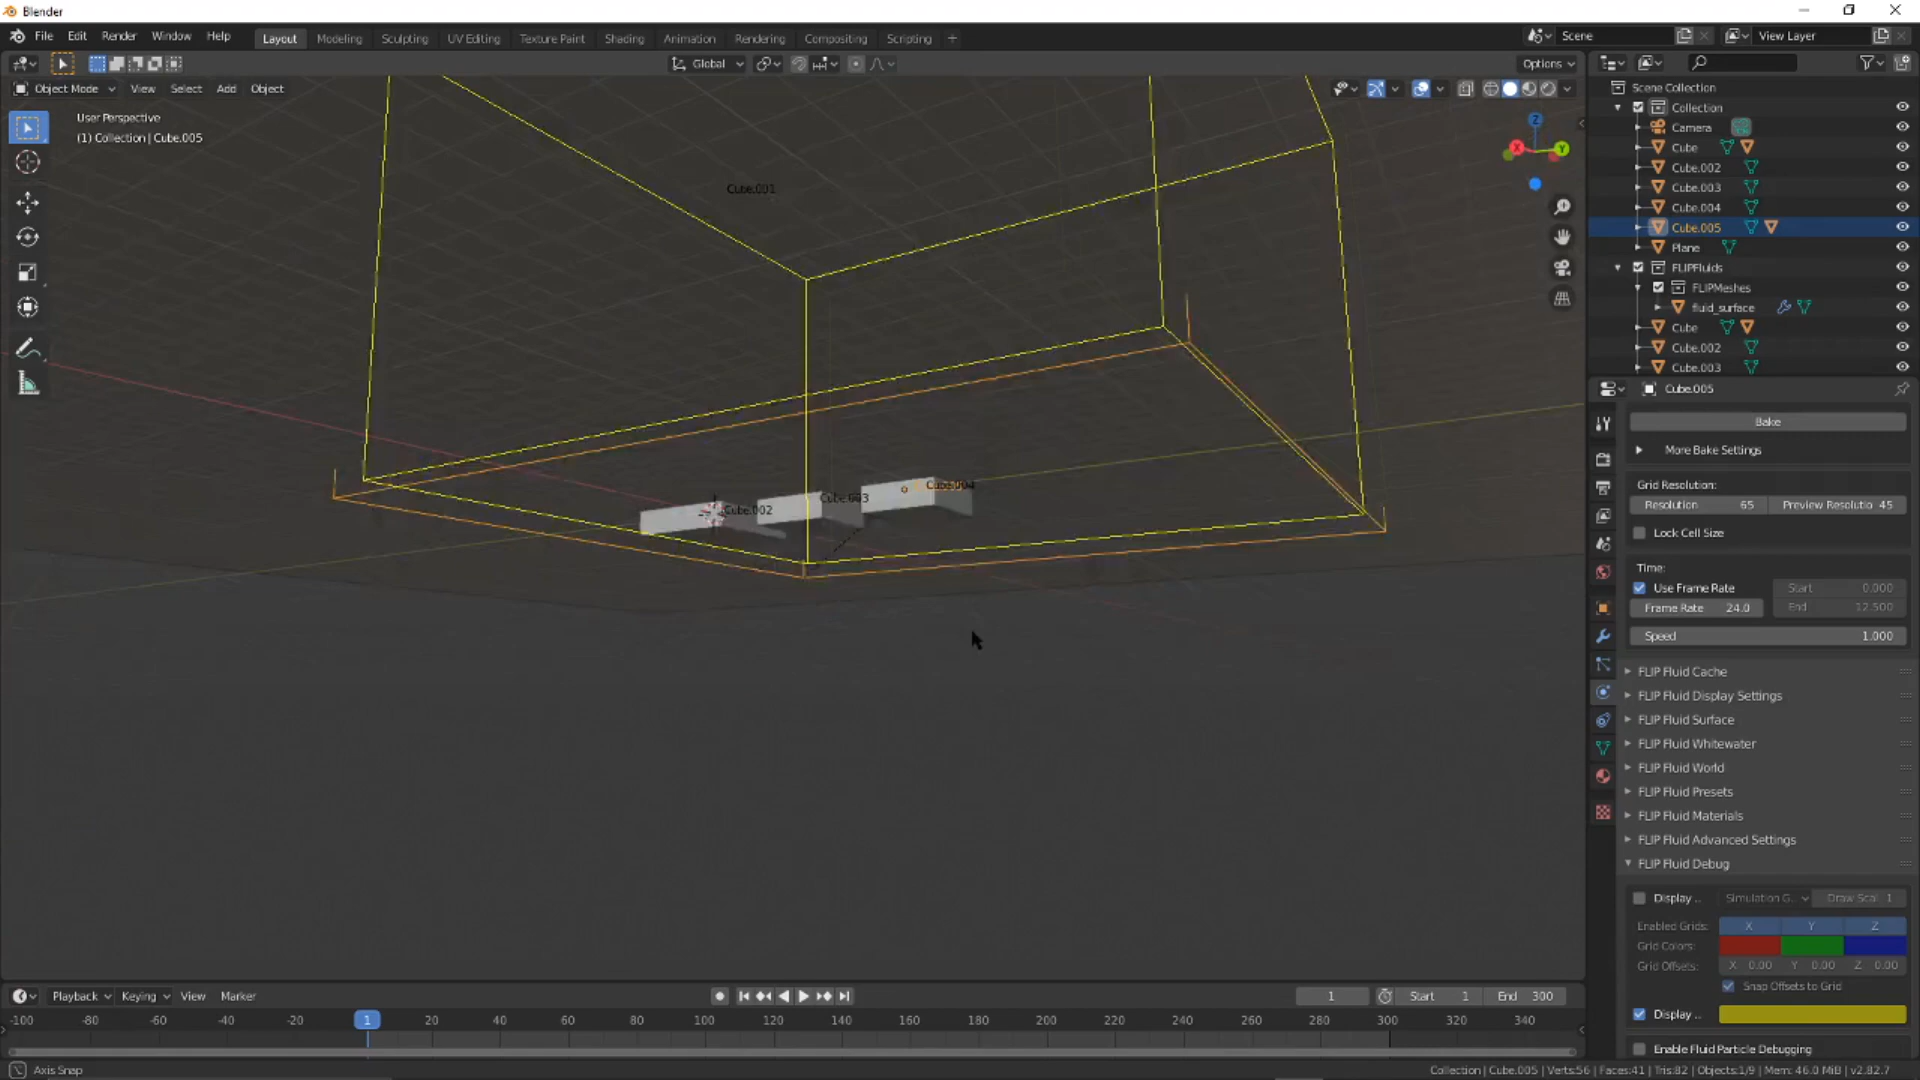 Blender
File Edit Render Window Help Layout Modeling Sculpting UV Editing Texture Paint Shading Animation Rendering Compositing Scripting + Scene View Layer
Global Options
Object Mode View Select Add Object
User Perspective
(1) Collection | Cube.005
Cube.001
Cube.002
Cube.003
Cube.004
Z
X
Y
Scene Collection
Collection
Camera
Cube
Cube.002
Cube.003
Cube.004
Cube.005
Plane
FLIPFluids
FLIPMeshes
fluid_surface
Cube
Cube.002
Cube.003
Cube.005
Bake
More Bake Settings
Grid Resolution:
Resolution 65 Preview Resolutio 45
Lock Cell Size
Time:
Use Frame Rate Start 0.000
Frame Rate 24.0 End 12.500
Speed 1.000
FLIP Fluid Cache
FLIP Fluid Display Settings
FLIP Fluid Surface
FLIP Fluid Whitewater
FLIP Fluid World
FLIP Fluid Presets
FLIP Fluid Materials
FLIP Fluid Advanced Settings
FLIP Fluid Debug
Display .. Simulation G.. Draw Scal 1
Enabled Grids: X Y Z
Grid Colors:
Grid Offsets: X 0.00 Y 0.00 Z 0.00
Snap Offsets to Grid
Display ..
Enable Fluid Particle Debugging
Playback Keying View Marker 1 Start 1 End 300
-100 -80 -60 -40 -20 1 20 40 60 80 100 120 140 160 180 200 220 240 260 280 300 320 340
Axis Snap
Collection | Cube.005 | Verts:56 | Faces:41 | Tris:82 | Objects:1/9 | Mem: 46.0 MiB | v2.82.7